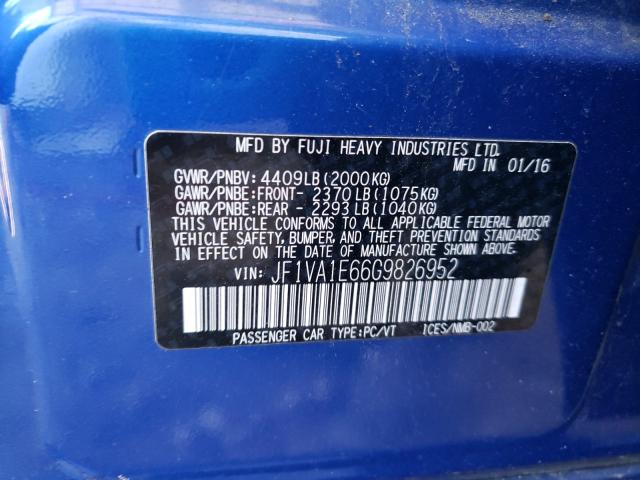 MFD BY FUJI HEAVY INDUSTRIES LTD.
MFD IN 01/16
GVWR/PNBV: 4409LB(2000KG)
GAWR/PNBE:FRONT- 2370LB(1075KG)
GAWR/PNBE:REAR - 2293LB(1040KG)
THIS VEHICLE CONFORMS TO ALL APPLICABLE FEDERAL MOTOR
VEHICLE SAFETY, BUMPER, AND THEFT PREVENTION STANDARDS
IN EFFECT ON THE DATE OF MANUFACTURE SHOWN ABOVE.
VIN: JF1VA1E66G9826952
PASSENGER CAR TYPE:PC/VT ICES/NMB-002